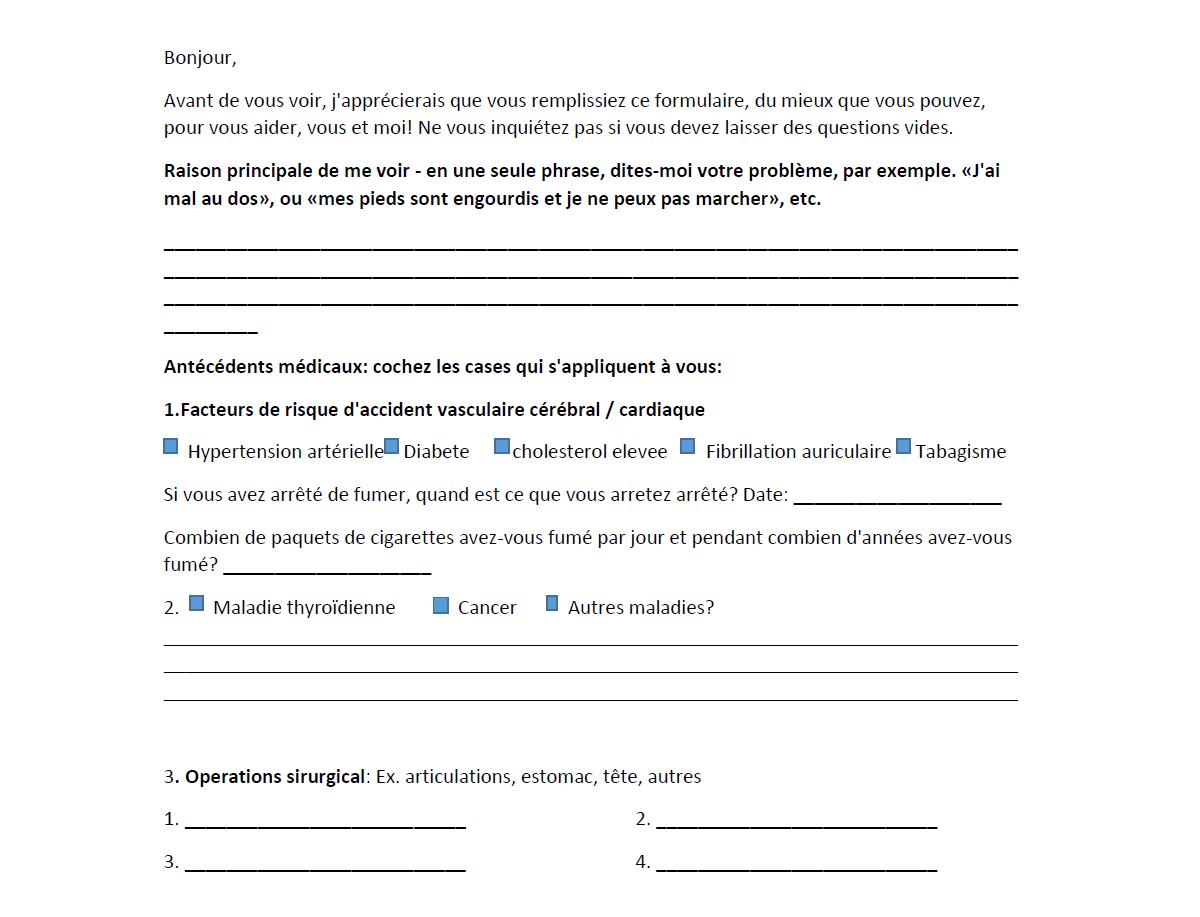 Bonjour,
Avant de vous voir, j'apprécierais que vous remplissiez ce formulaire, du mieux que vous pouvez,
pour vous aider, vous et moi! Ne vous inquiétez pas si vous devez laisser des questions vides.
Raison principale de me voir - en une seule phrase, dites-moi votre problème, par exemple. «J'ai
mal au dos», ou «mes pieds sont engourdis et je ne peux pas marcher», etc.
Antécédents médicaux: cochez les cases qui s'appliquent à vous:
1.Facteurs de risque d'accident vasculaire cérébral / cardiaque
Hypertension artérielle Diabete cholesterol elevee Fibrillation auriculaire Tabagisme
Si vous avez arrêté de fumer, quand est ce que vous arretez arrêté? Date: ____________________
Combien de paquets de cigarettes avez-vous fumé par jour et pendant combien d'années avez-vous
fumé? ____________________
2. Maladie thyroïdienne Cancer Autres maladies?
3. Operations sirurgical: Ex. articulations, estomac, tête, autres
1. ___________________________ 2. ___________________________
3. ___________________________ 4. ___________________________